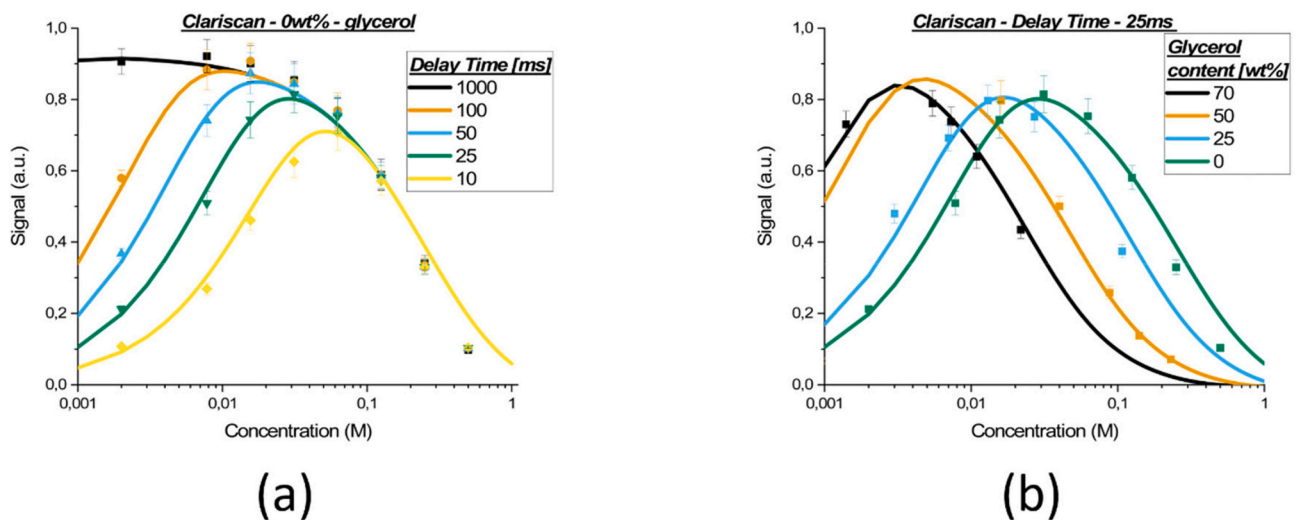 Clariscan - 0wt% - glycerol
Delay Time [ms]
1000
100
50
25
10
1,0
0,8
0,6
0,4
0,2
0,0
Signal (a.u.)
0,001
0,01
0,1
1
Concentration (M)
(a)
Clariscan - Delay Time - 25ms
Glycerol
content [wt%]
70
50
25
0
1,0
0,8
0,6
0,4
0,2
0,0
Signal (a.u.)
0,001
0,01
0,1
1
Concentration (M)
(b)